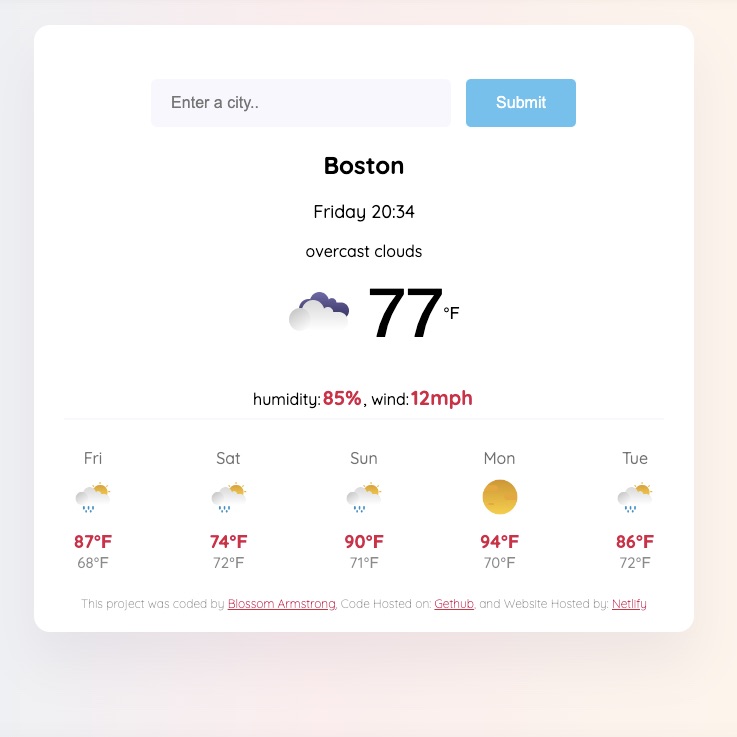 Enter a city.. Submit
Boston
Friday 20:34
overcast clouds
77°F
humidity:85%, wind:12mph
Fri Sat Sun Mon Tue
87°F 74°F 90°F 94°F 86°F
68°F 72°F 71°F 70°F 72°F
This project was coded by Blossom Armstrong, Code Hosted on: Gethub, and Website Hosted by: Netlify